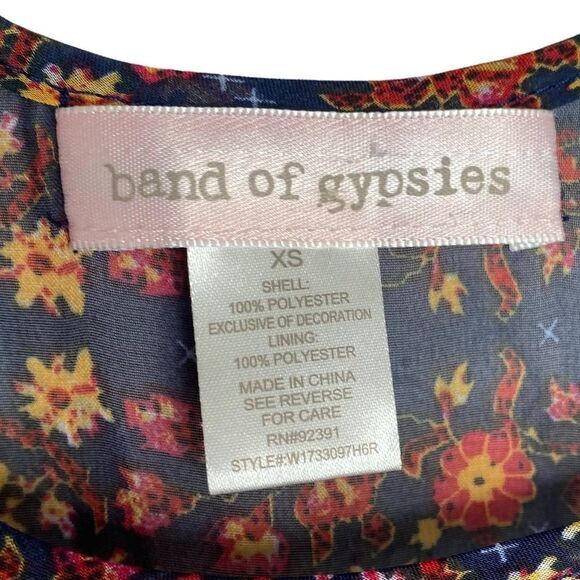 band of gypsies
XS
SHELL:
100% POLYESTER
EXCLUSIVE OF DECORATION
LINING:
100% POLYESTER
MADE IN CHINA
SEE REVERSE
FOR CARE
RN#92391
STYLE#:W1733097H6R